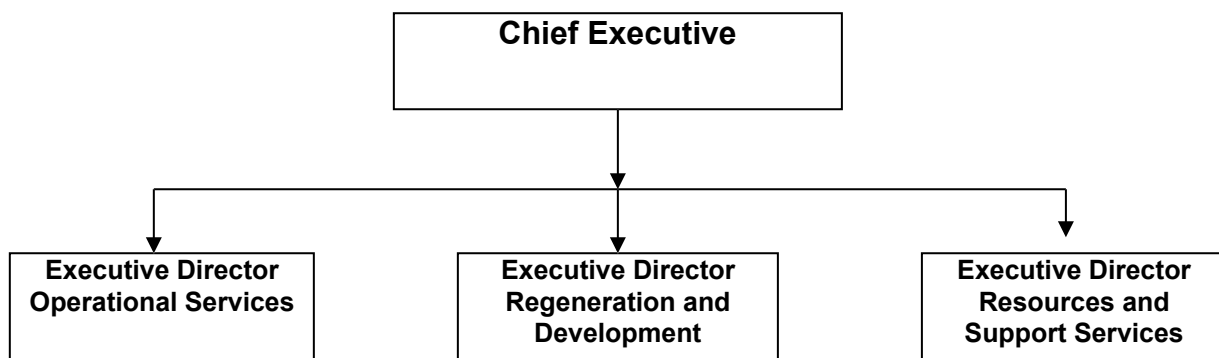 Chief Executive
Executive Director
Operational Services
Executive Director
Regeneration and
Development
Executive Director
Resources and
Support Services